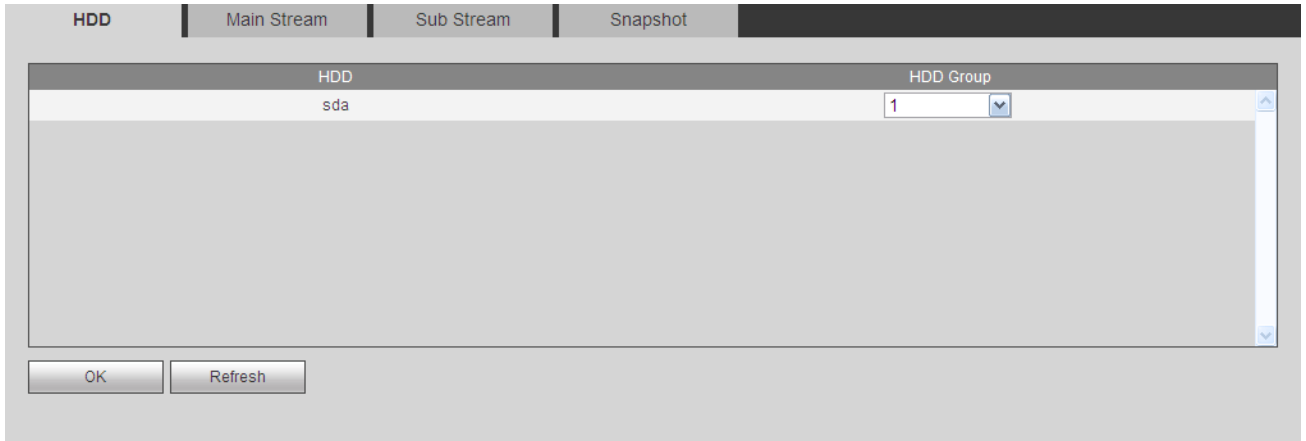 HDD Main Stream Sub Stream Snapshot
HDD HDD Group
sda 1
OK Refresh